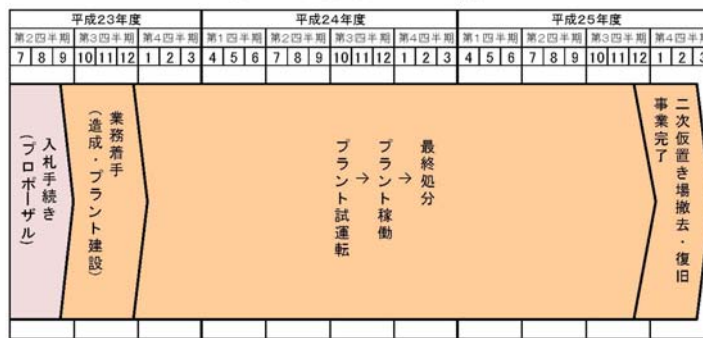 平成23年度 平成24年度 平成25年度
第2四半期 第3四半期 第4四半期 第1四半期 第2四半期 第3四半期 第4四半期 第1四半期 第2四半期 第3四半期 第4四半期
7 8 9 10 11 12 1 2 3 4 5 6 7 8 9 10 11 12 1 2 3 4 5 6 7 8 9 10 11 12 1 2 3
入札手続き
(プロポーザル)
業務着手
(造成・プラント建設)
プラント試運転
→
プラント稼働
→
最終処分
二次仮置き場撤去・復旧
事業完了